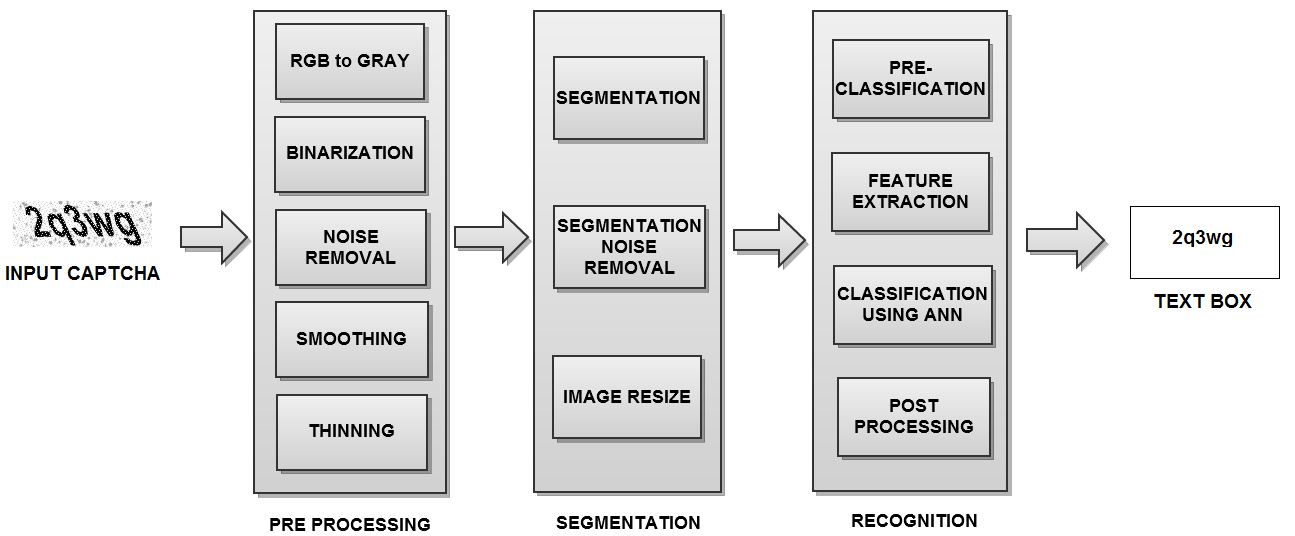 2q3wg
INPUT CAPTCHA
RGB to GRAY
BINARIZATION
NOISE
REMOVAL
SMOOTHING
THINNING
PRE PROCESSING
SEGMENTATION
SEGMENTATION
NOISE
REMOVAL
IMAGE RESIZE
SEGMENTATION
PRE-
CLASSIFICATION
FEATURE
EXTRACTION
CLASSIFICATION
USING ANN
POST
PROCESSING
RECOGNITION
2q3wg
TEXT BOX